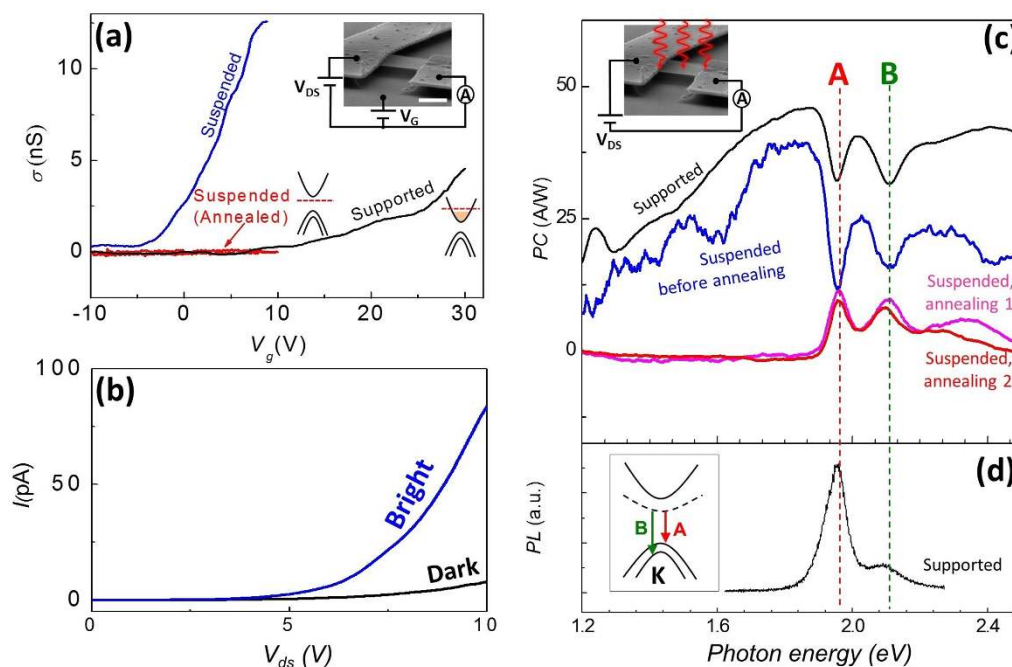 (a)
10
5
0
σ (nS)
Suspended
Suspended
(Annealed)
Supported
V_DS
V_G
A
-10 0 10 20 30
V_g(V)
(b)
100
50
0
I(pA)
Bright
Dark
0 5 10
V_ds (V)
(c)
A B
50
25
0
PC (A/W)
V_DS
A
Supported
Suspended
before annealing
Suspended,
annealing 1
Suspended,
annealing 2
(d)
PL (a.u.)
B A
K
Supported
1.2 1.6 2.0 2.4
Photon energy (eV)